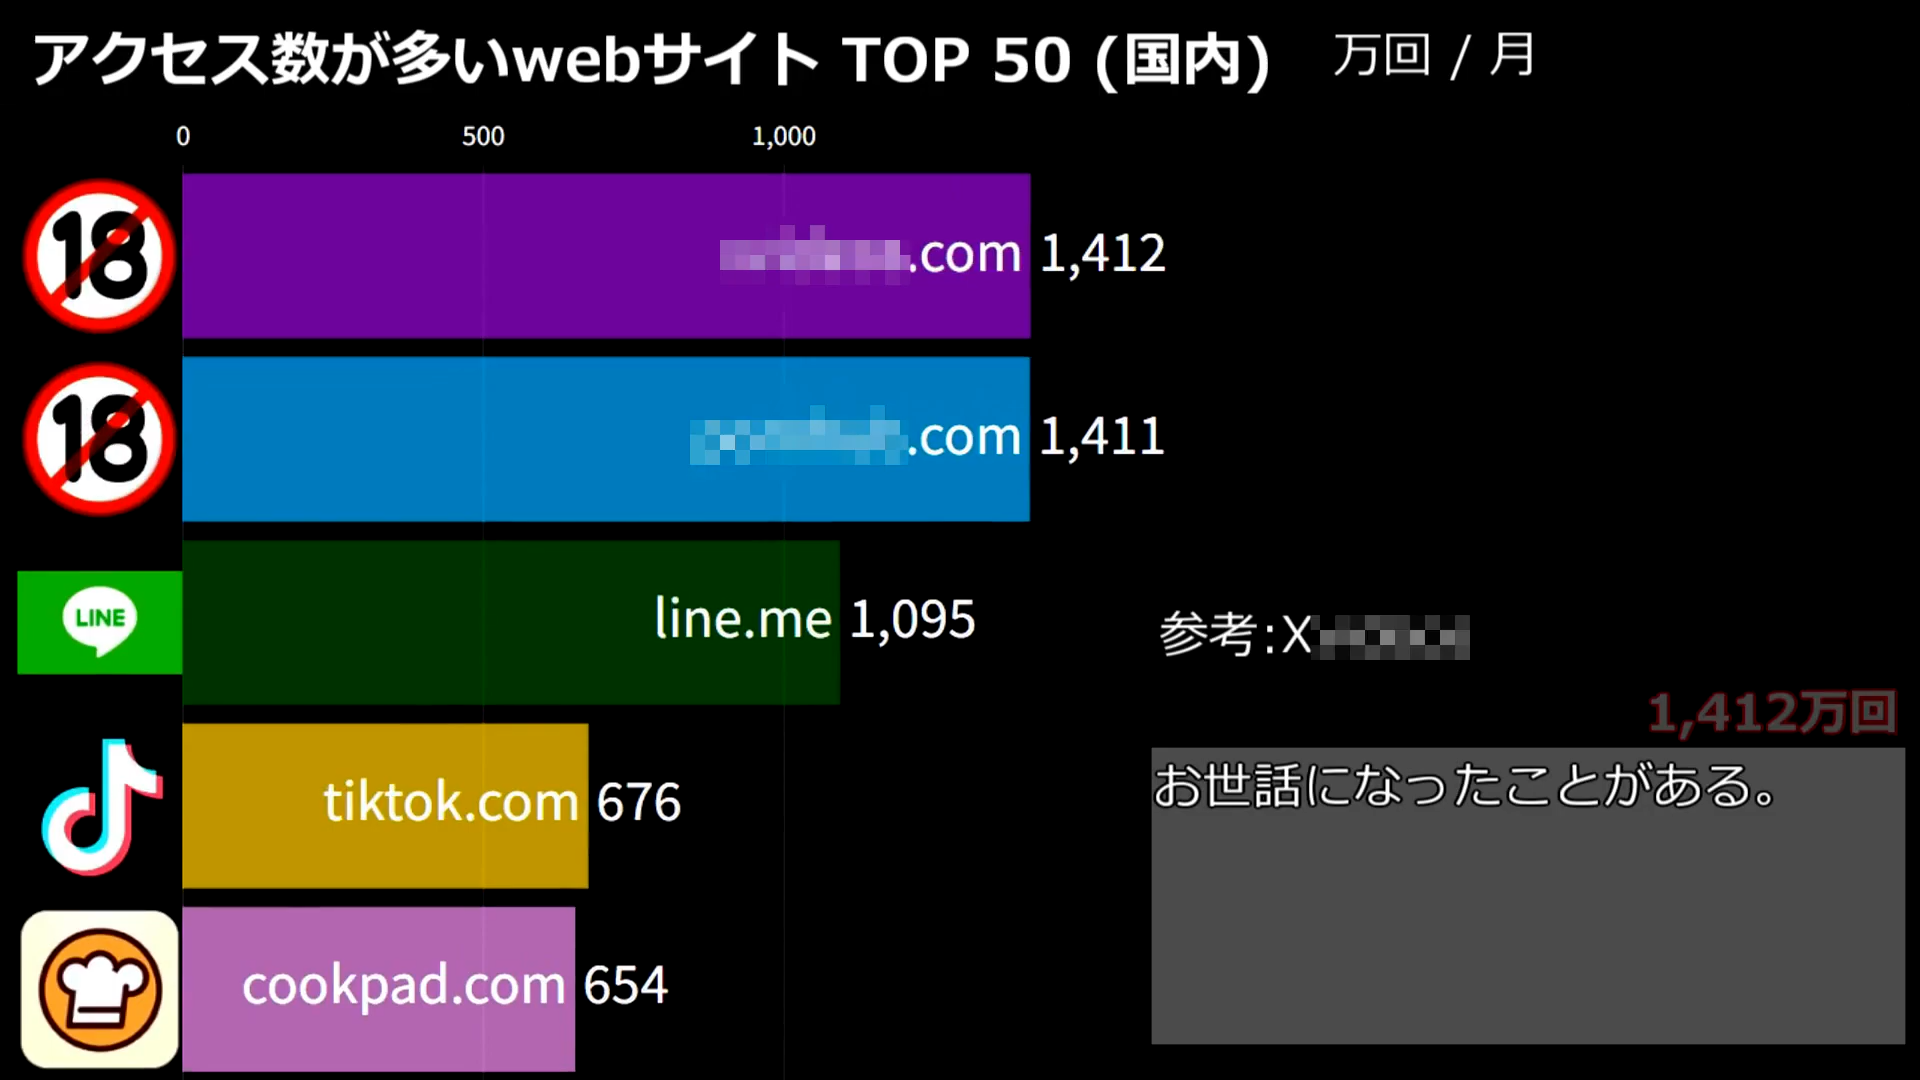 アクセス数が多いwebサイト TOP 50 (国内) 万回 / 月
0 500 1,000
18 .com 1,412
18 .com 1,411
LINE line.me 1,095
参考:X
1,412万回
お世話になったことがある。
tiktok.com 676
cookpad.com 654